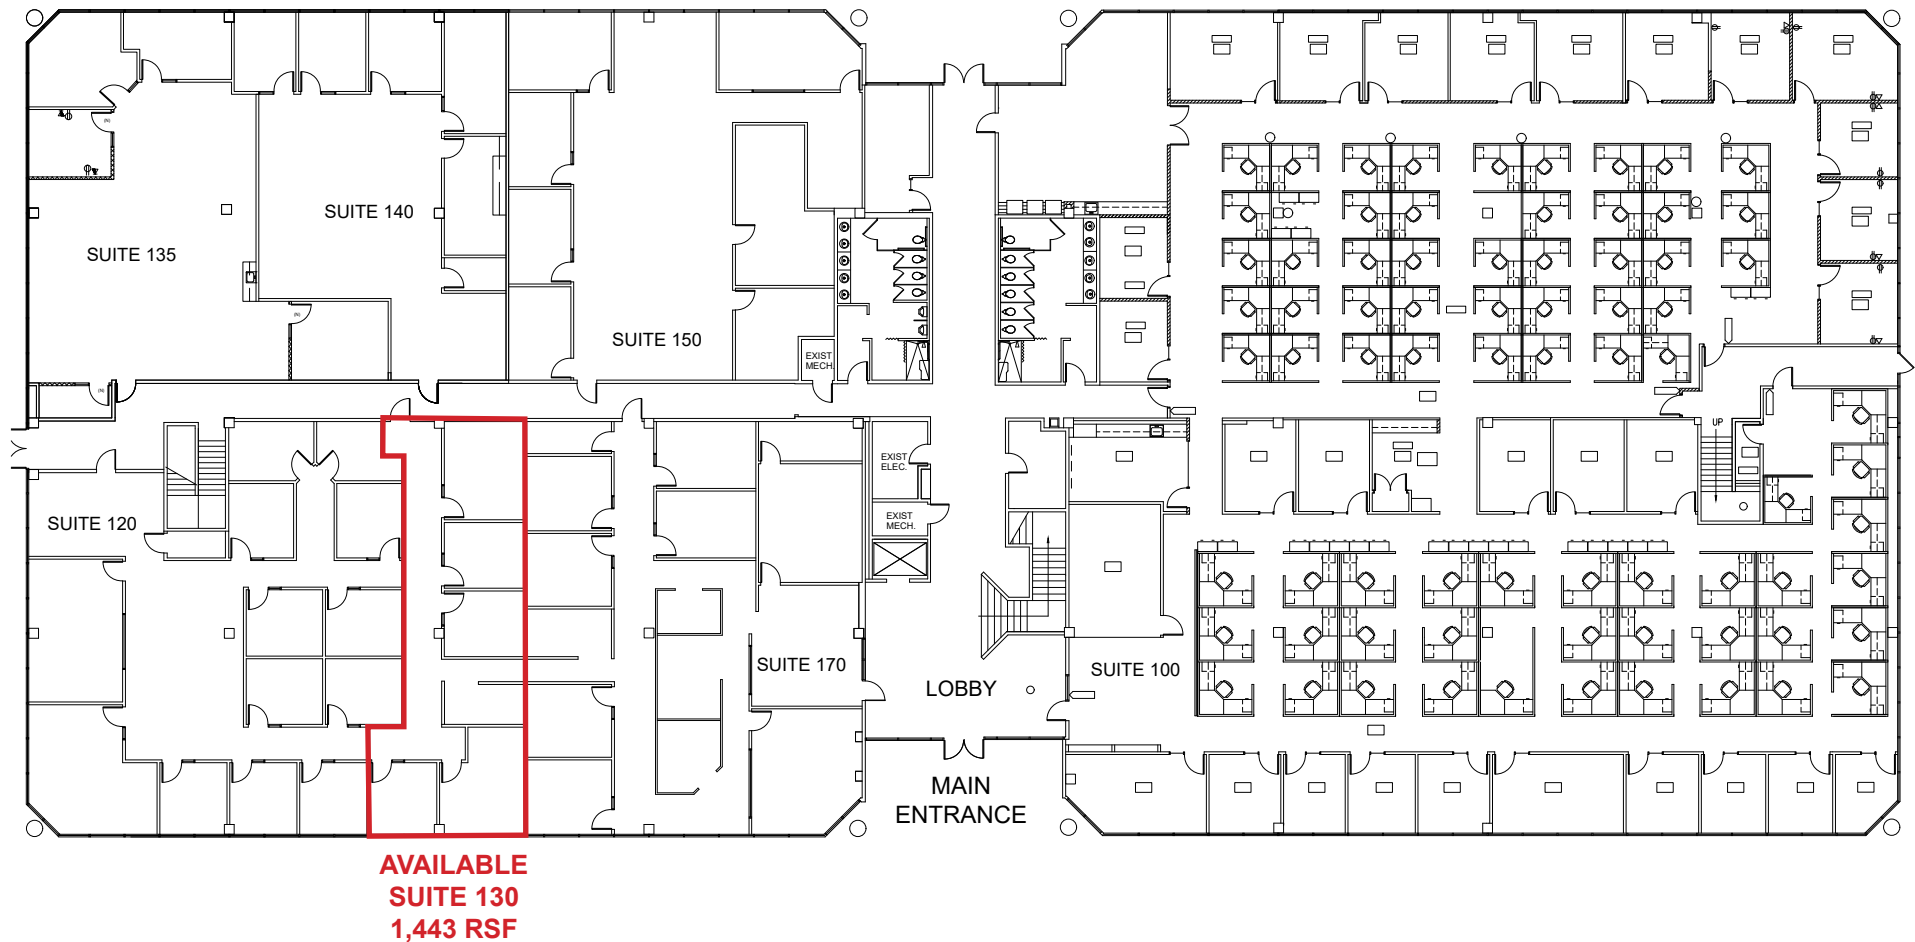 SUITE 140
SUITE 135
SUITE 150
EXIST
MECH.
(N)
(N)
(N)
UP
EXIST
ELEC.
EXIST
MECH.
SUITE 120
SUITE 170
SUITE 100
LOBBY
MAIN
ENTRANCE
AVAILABLE
SUITE 130
1,443 RSF